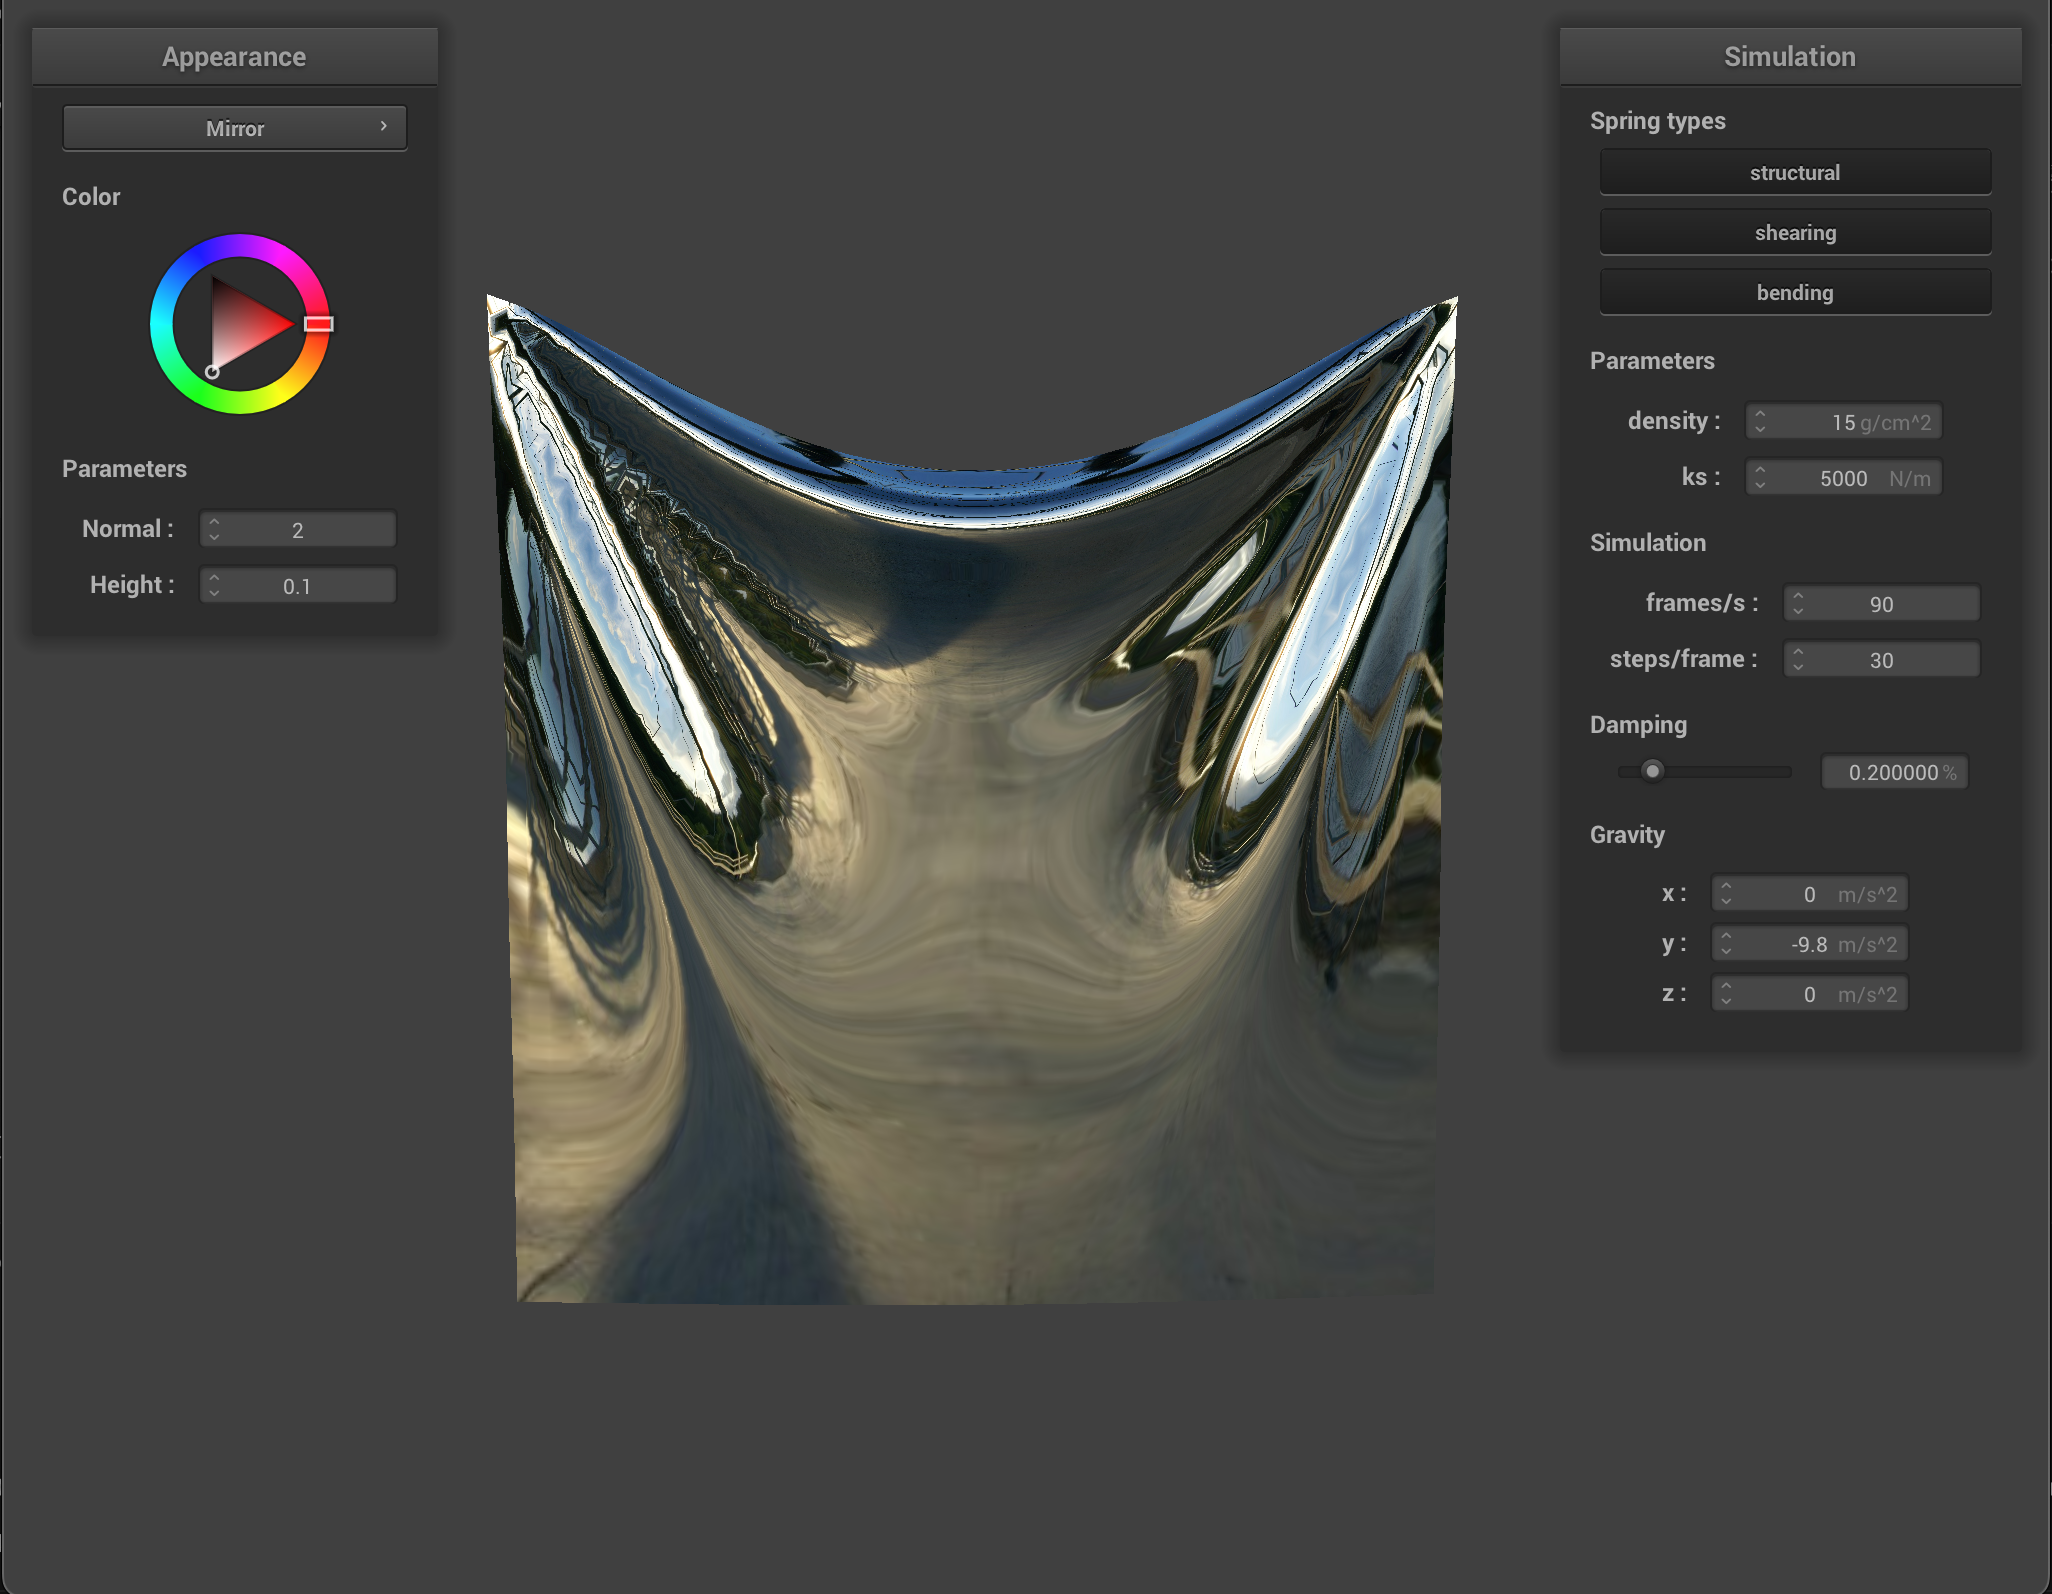 Appearance
Mirror
Color
Parameters
Normal : 2
Height : 0.1
Simulation
Spring types
structural
shearing
bending
Parameters
density : 15 g/cm^2
ks : 5000 N/m
Simulation
frames/s : 90
steps/frame : 30
Damping
0.200000 %
Gravity
x : 0 m/s^2
y : -9.8 m/s^2
z : 0 m/s^2